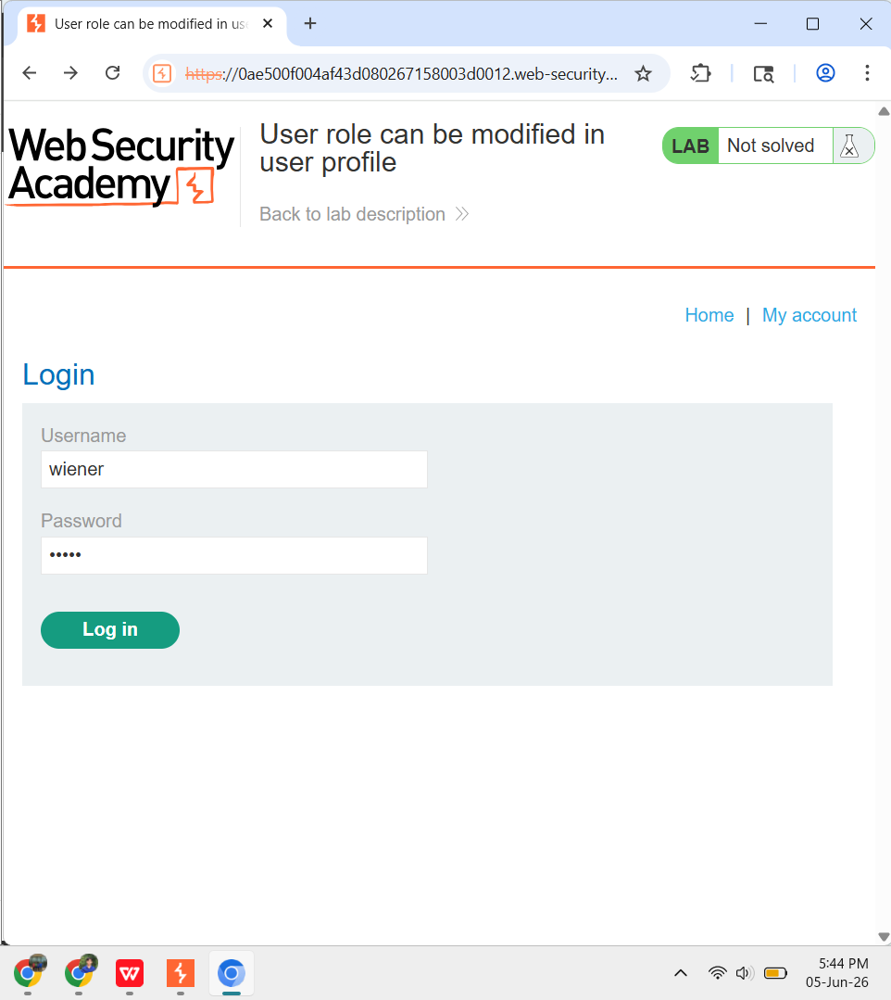 User role can be modified in us
https://0ae500f004af43d080267158003d0012.web-security...
Web Security
Academy
User role can be modified in
user profile
LAB Not solved
Back to lab description
Home | My account
Login
Username
wiener
Password
•••••
Log in
5:44 PM
05-Jun-26